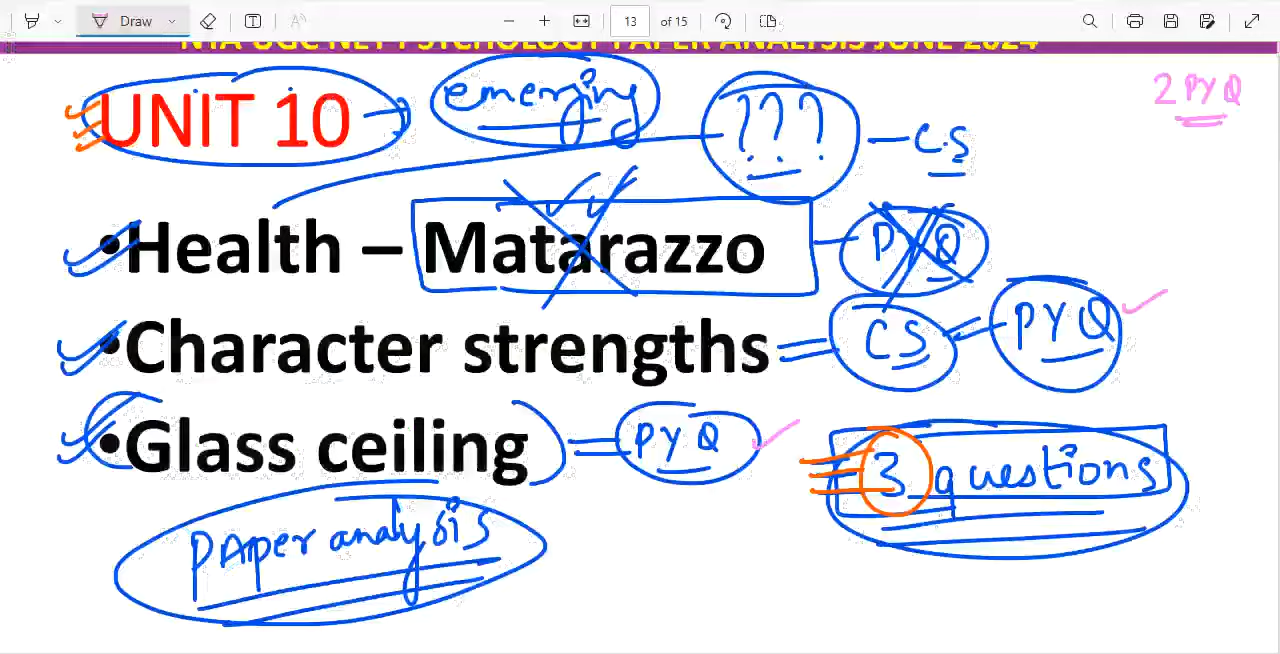 Draw
13 of 15
NTA UGC NET PSYCHOLOGY PAPER ANALYSIS JUNE 2024
UNIT 10 emerging ??? CS 2 PYQ
•Health – Matarazzo PYQ
•Character strengths = CS = PYQ
•Glass ceiling = PYQ
3 questions
PAper analysis